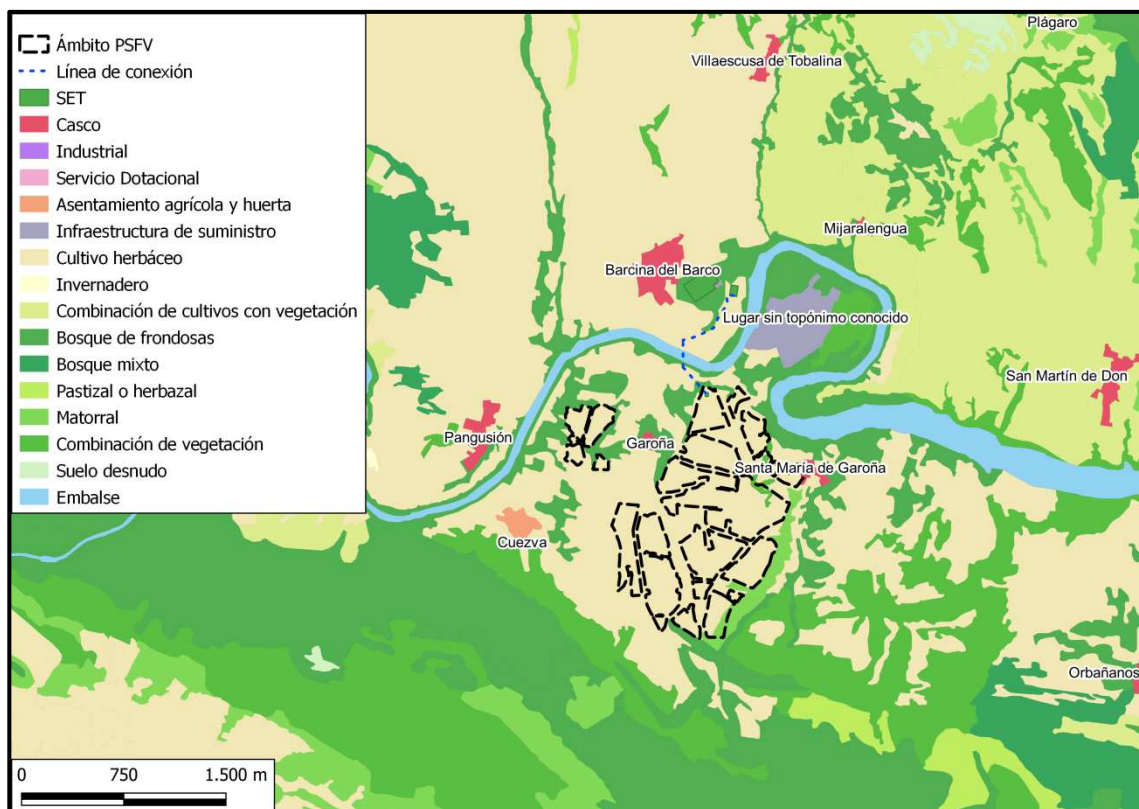 Ámbito PSFV
Línea de conexión
SET
Casco
Industrial
Servicio Dotacional
Asentamiento agrícola y huerta
Infraestructura de suministro
Cultivo herbáceo
Invernadero
Combinación de cultivos con vegetación
Bosque de frondosas
Bosque mixto
Pastizal o herbazal
Matorral
Combinación de vegetación
Suelo desnudo
Embalse
Plágaro
Villaescusa de Tobalina
Mijaralengua
Barcina del Barco
Lugar sin topónimo conocido
San Martín de Don
Pangusión
Garoña
Santa María de Garoña
Cuezva
Orbañanos
0 750 1.500 m